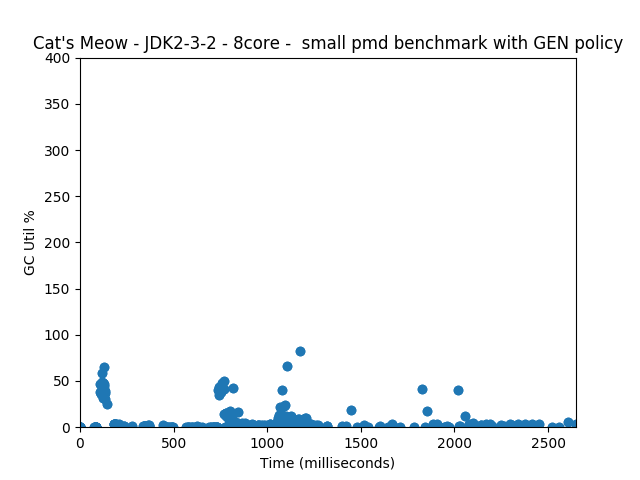 Cat's Meow - JDK2-3-2 - 8core -  small pmd benchmark with GEN policy
400
350
300
250
200
150
100
50
0
GC Util %
0 500 1000 1500 2000 2500
Time (milliseconds)